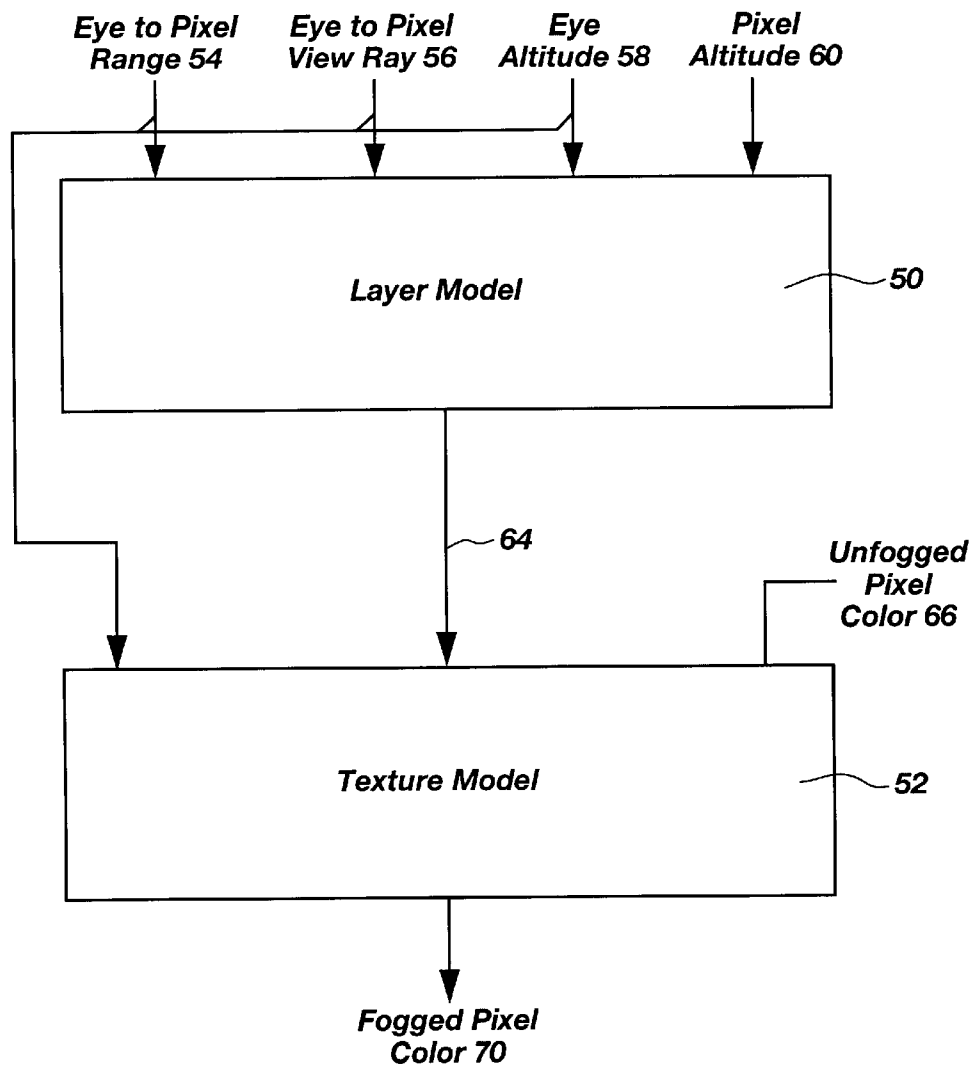 Eye to Pixel
Range 54
Eye to Pixel
View Ray 56
Eye
Altitude 58
Pixel
Altitude 60
Layer Model
50
64
Unfogged
Pixel
Color 66
Texture Model
52
Fogged Pixel
Color 70